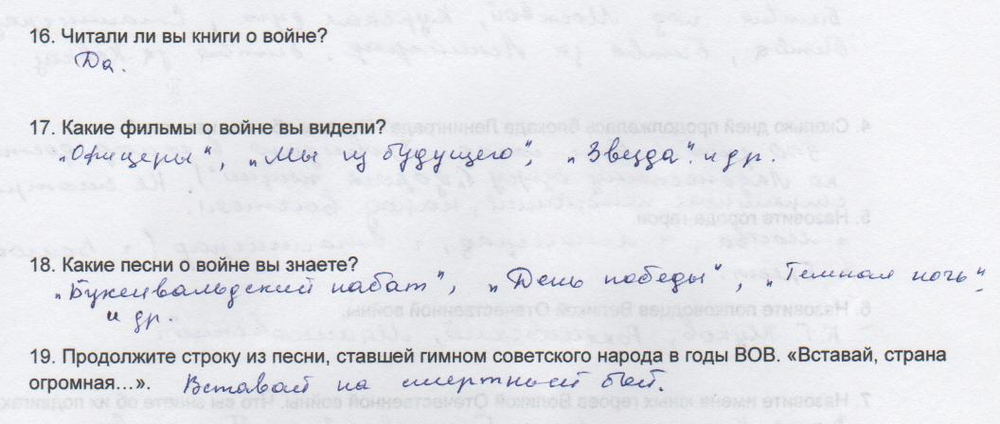 16. Читали ли вы книги о войне?
Да.
17. Какие фильмы о войне вы видели?
„Офицеры", „Мы из будущего", „Звезда". и др.
18. Какие песни о войне вы знаете?
„Бухенвальдский набат", „День победы", „Темная ночь"
и др.
19. Продолжите строку из песни, ставшей гимном советского народа в годы ВОВ. «Вставай, страна
огромная...». Вставай на смертный бой.